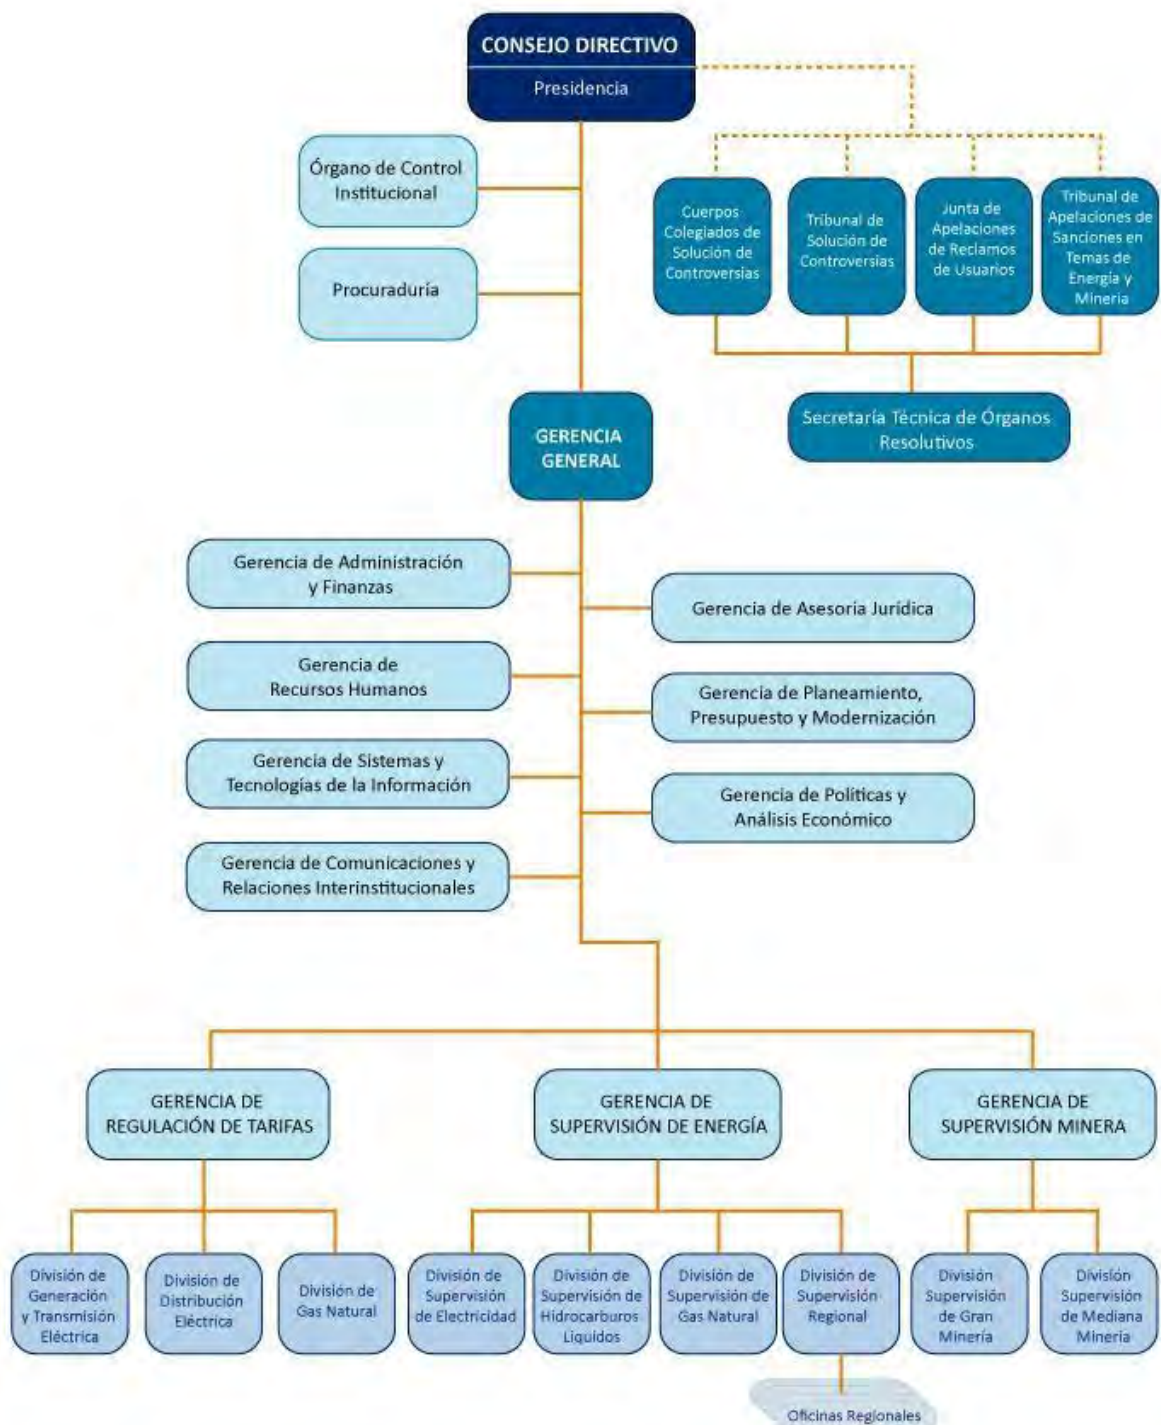 CONSEJO DIRECTIVO
Presidencia
Órgano de Control
Institucional
Procuraduría
Cuerpos
Colegiados de
Solución de
Controversias
Tribunal de
Solución de
Controversias
Junta de
Apelaciones
de Reclamos
de Usuarios
Tribunal de
Apelaciones de
Sanciones en
Temas de
Energía y
Minería
Secretaría Técnica de Órganos
Resolutivos
GERENCIA
GENERAL
Gerencia de Administración
y Finanzas
Gerencia de Asesoría Jurídica
Gerencia de
Recursos Humanos
Gerencia de Planeamiento,
Presupuesto y Modernización
Gerencia de Sistemas y
Tecnologías de la Información
Gerencia de Políticas y
Análisis Económico
Gerencia de Comunicaciones y
Relaciones Interinstitucionales
GERENCIA DE
REGULACIÓN DE TARIFAS
GERENCIA DE
SUPERVISIÓN DE ENERGÍA
GERENCIA DE
SUPERVISIÓN MINERA
División de
Generación
y Transmisión
Eléctrica
División de
Distribución
Eléctrica
División de
Gas Natural
División de
Supervisión
de Electricidad
División de
Supervisión de
Hidrocarburos
Líquidos
División de
Supervisión de
Gas Natural
División de
Supervisión
Regional
División
Supervisión
de Gran
Minería
División
Supervisión
de Mediana
Minería
Oficinas Regionales